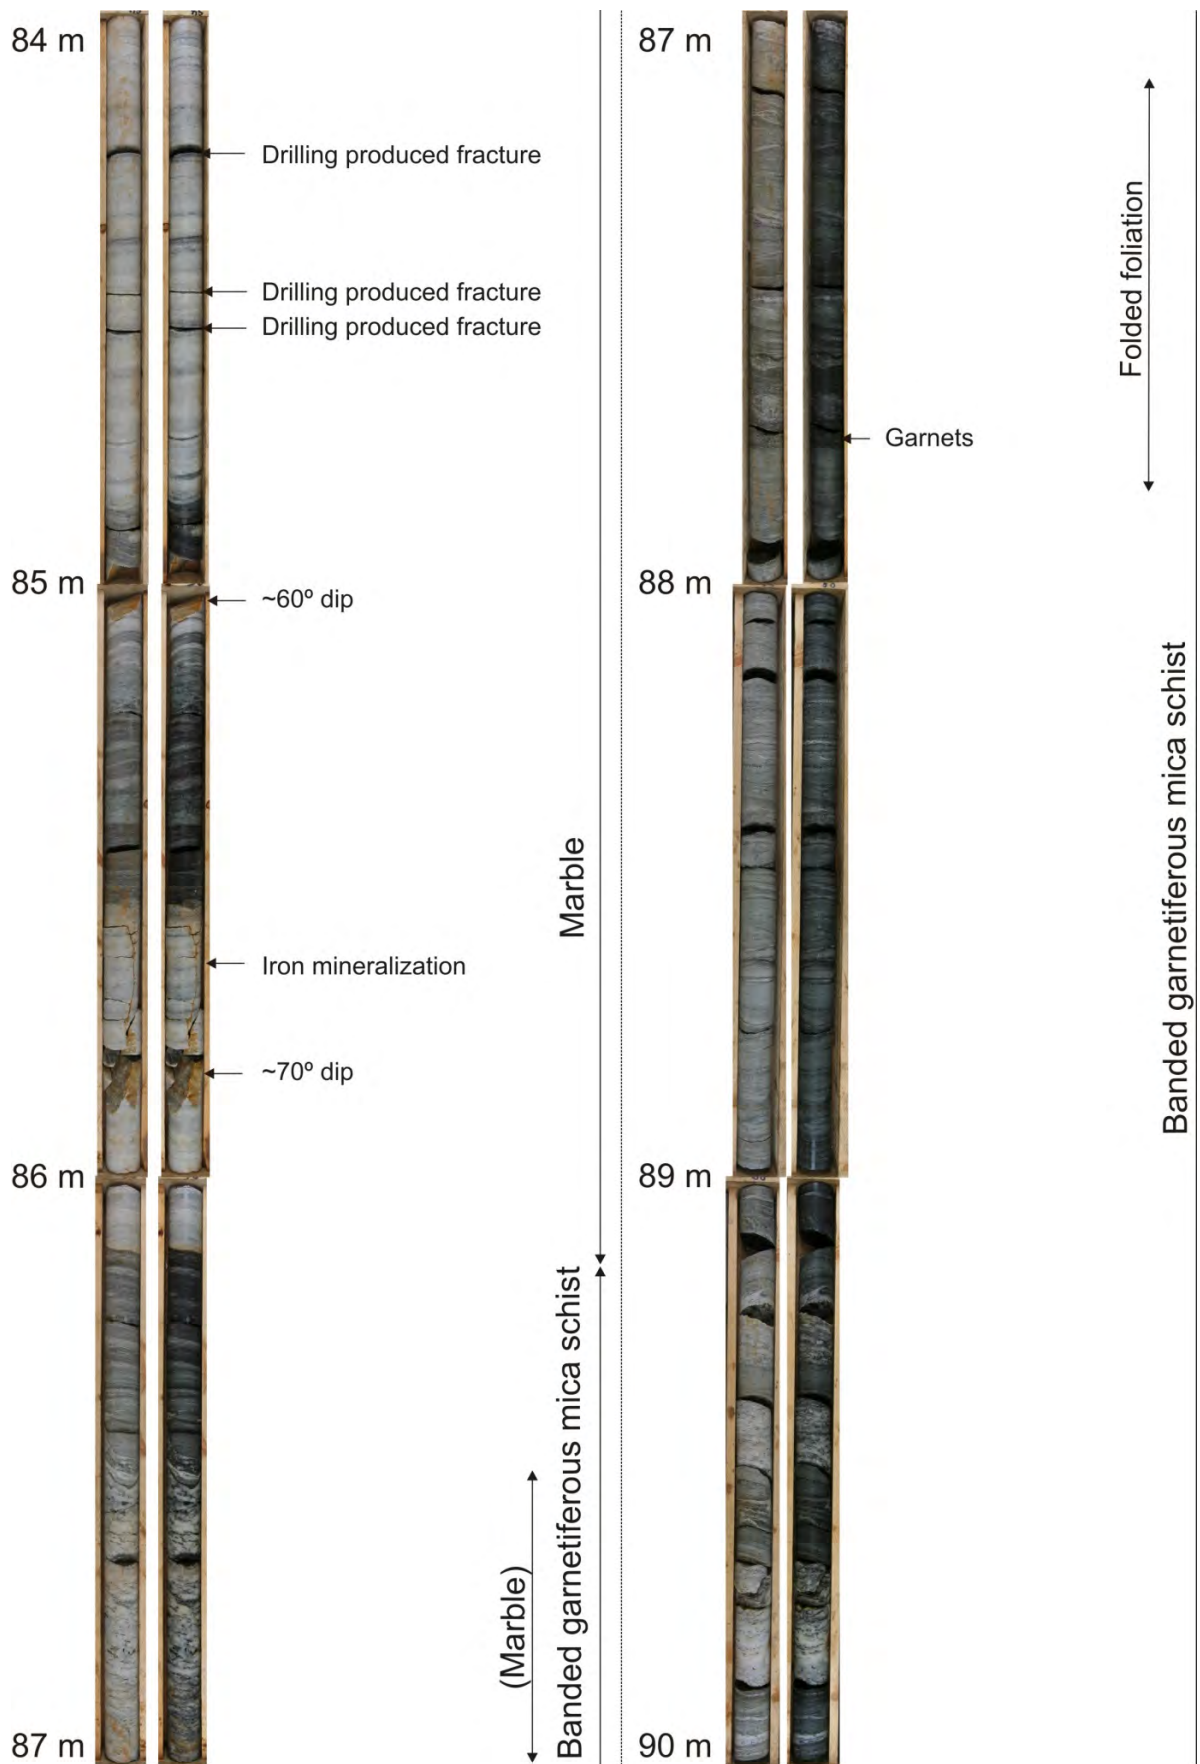 84 m
Drilling produced fracture
Drilling produced fracture
Drilling produced fracture
85 m
~60º dip
Iron mineralization
~70º dip
86 m
87 m
Marble
Banded garnetiferous mica schist
(Marble)
87 m
Folded foliation
Garnets
88 m
89 m
90 m
Banded garnetiferous mica schist